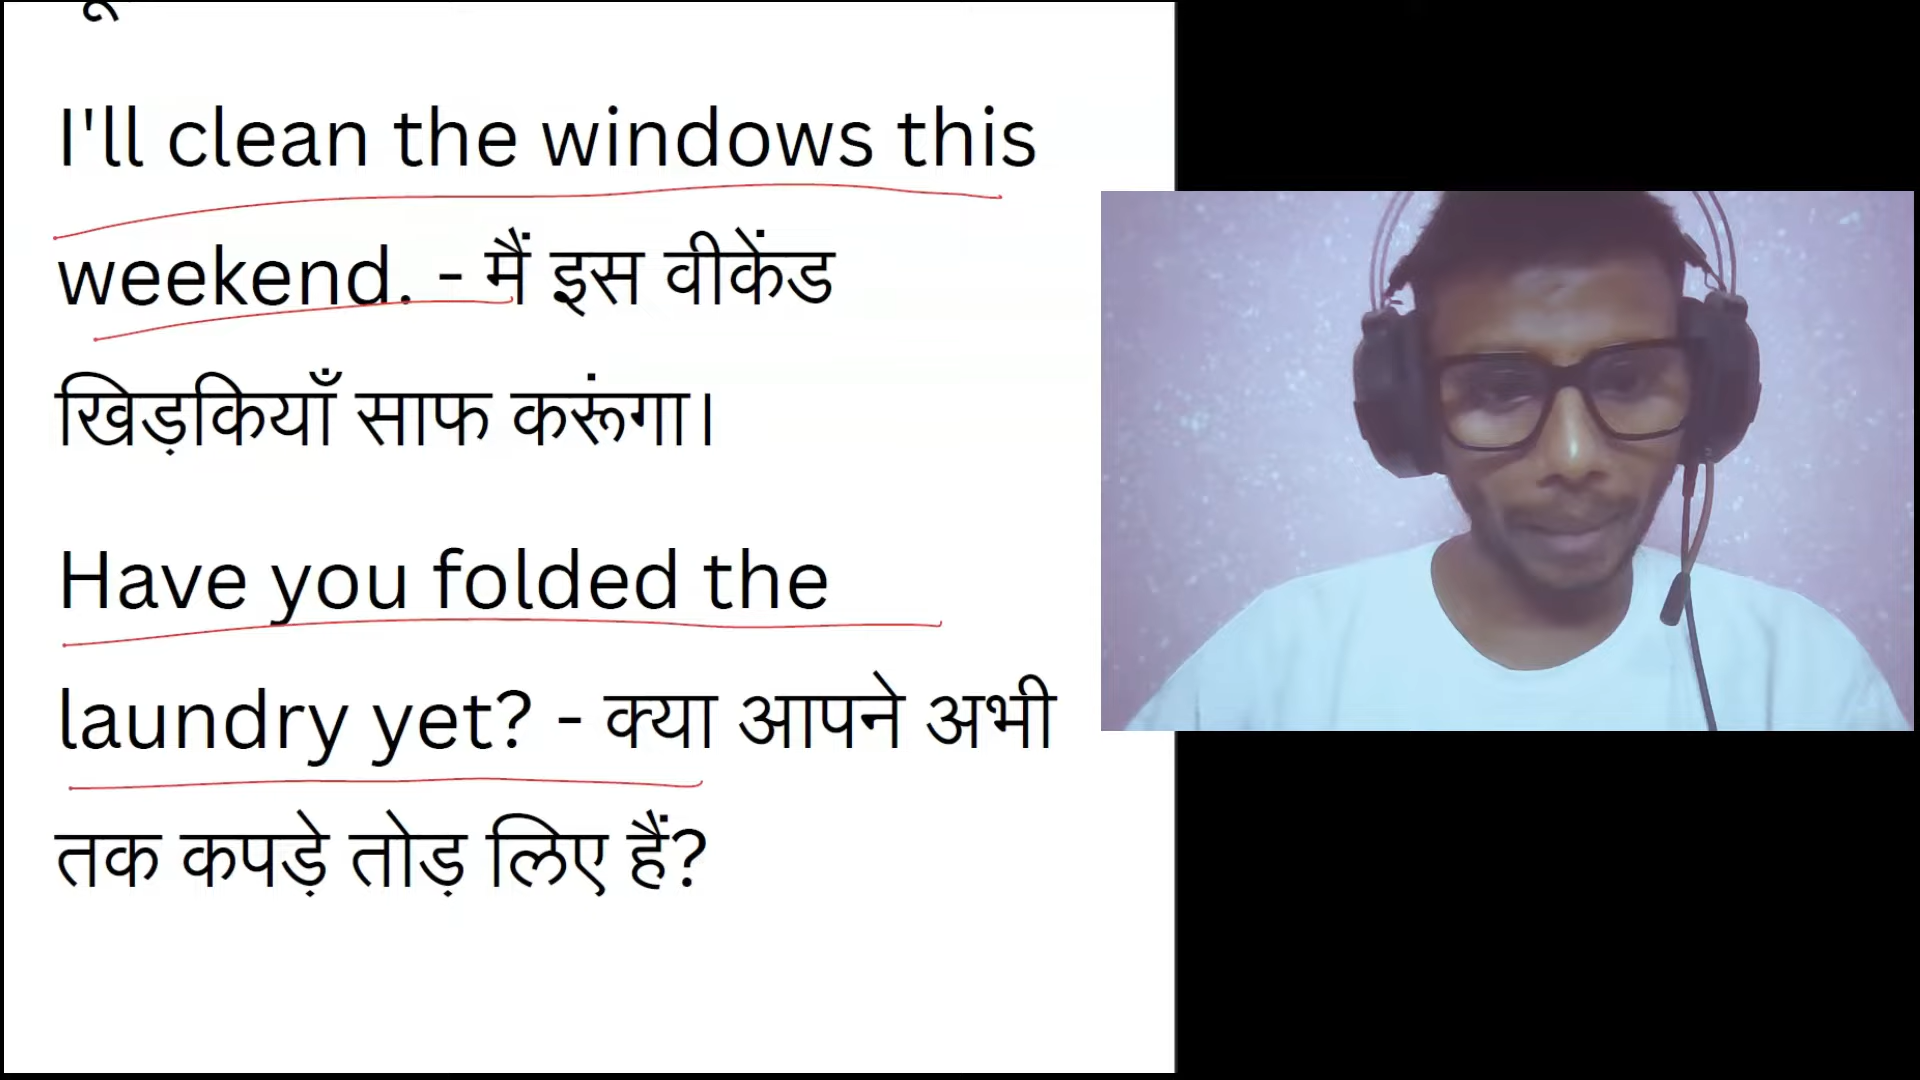 I'll clean the windows this
weekend. - मैं इस वीकेंड
खिड़कियाँ साफ करूंगा।
Have you folded the
laundry yet? - क्या आपने अभी
तक कपड़े तोड़ लिए हैं?